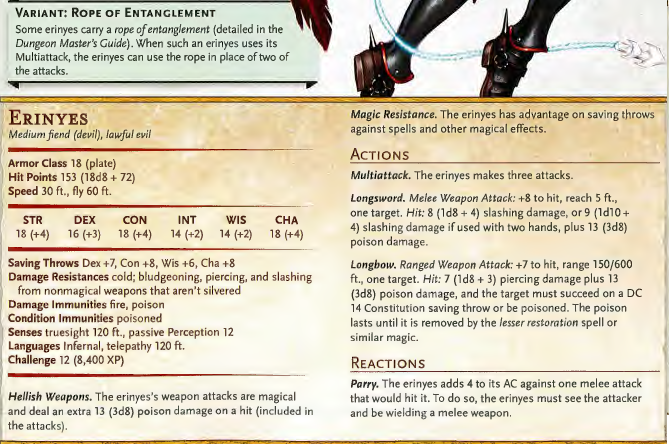 VARIANT: ROPE OF ENTANGLEMENT
Some erinyes carry a rope of entanglement (detailed in the
Dungeon Master's Guide). When such an erinyes uses its
Multiattack, the erinyes can use the rope in place of two of
the attacks.
ERINYES
Medium fiend (devil), lawful evil
Armor Class 18 (plate)
Hit Points 153 (18d8 + 72)
Speed 30 ft., fly 60 ft.
STR DEX CON INT WIS CHA
18 (+4) 16 (+3) 18 (+4) 14 (+2) 14 (+2) 18 (+4)
Saving Throws Dex +7, Con +8, Wis +6, Cha +8
Damage Resistances cold; bludgeoning, piercing, and slashing
from nonmagical weapons that aren't silvered
Damage Immunities fire, poison
Condition Immunities poisoned
Senses truesight 120 ft., passive Perception 12
Languages Infernal, telepathy 120 ft.
Challenge 12 (8,400 XP)
Hellish Weapons. The erinyes's weapon attacks are magical
and deal an extra 13 (3d8) poison damage on a hit (included in
the attacks).
Magic Resistance. The erinyes has advantage on saving throws
against spells and other magical effects.
ACTIONS
Multiattack. The erinyes makes three attacks.
Longsword. Melee Weapon Attack: +8 to hit, reach 5 ft.,
one target. Hit: 8 (1d8 + 4) slashing damage, or 9 (1d10 +
4) slashing damage if used with two hands, plus 13 (3d8)
poison damage.
Longbow. Ranged Weapon Attack: +7 to hit, range 150/600
ft., one target. Hit: 7 (1d8 + 3) piercing damage plus 13
(3d8) poison damage, and the target must succeed on a DC
14 Constitution saving throw or be poisoned. The poison
lasts until it is removed by the lesser restoration spell or
similar magic.
REACTIONS
Parry. The erinyes adds 4 to its AC against one melee attack
that would hit it. To do so, the erinyes must see the attacker
and be wielding a melee weapon.